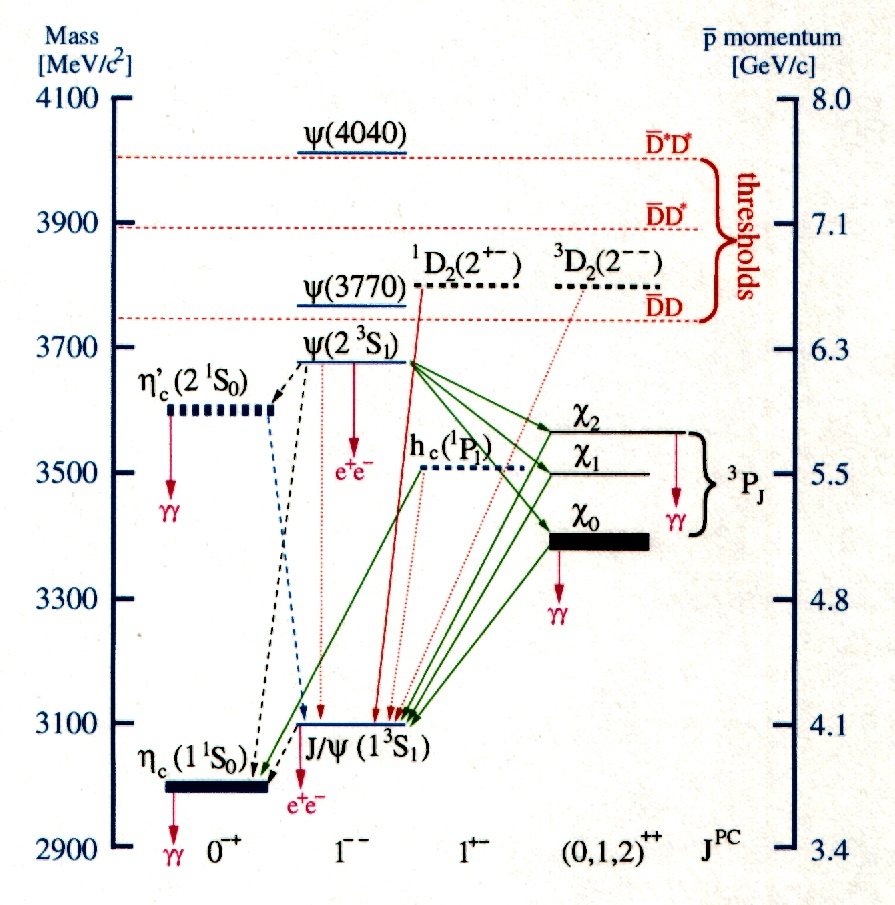 Mass
[MeV/c²]
p̅ momentum
[GeV/c]
4100
8.0
ψ(4040)
D̅*D*
3900
D̅D*
7.1
thresholds
¹D₂(2⁺⁻)
³D₂(2⁻⁻)
ψ(3770)
D̅D
3700
ψ(2 ³S₁)
6.3
η'c (2 ¹S₀)
χ₂
hc(¹P₁)
e⁺e⁻
χ₁
3500
5.5
³PJ
γγ
χ₀
γγ
3300
γγ
4.8
3100
4.1
ηc (1 ¹S₀)
J/ψ (1³S₁)
e⁺e⁻
2900
γγ
0⁻⁺
1⁻⁻
1⁺⁻
(0,1,2)⁺⁺
Jᴾᶜ
3.4